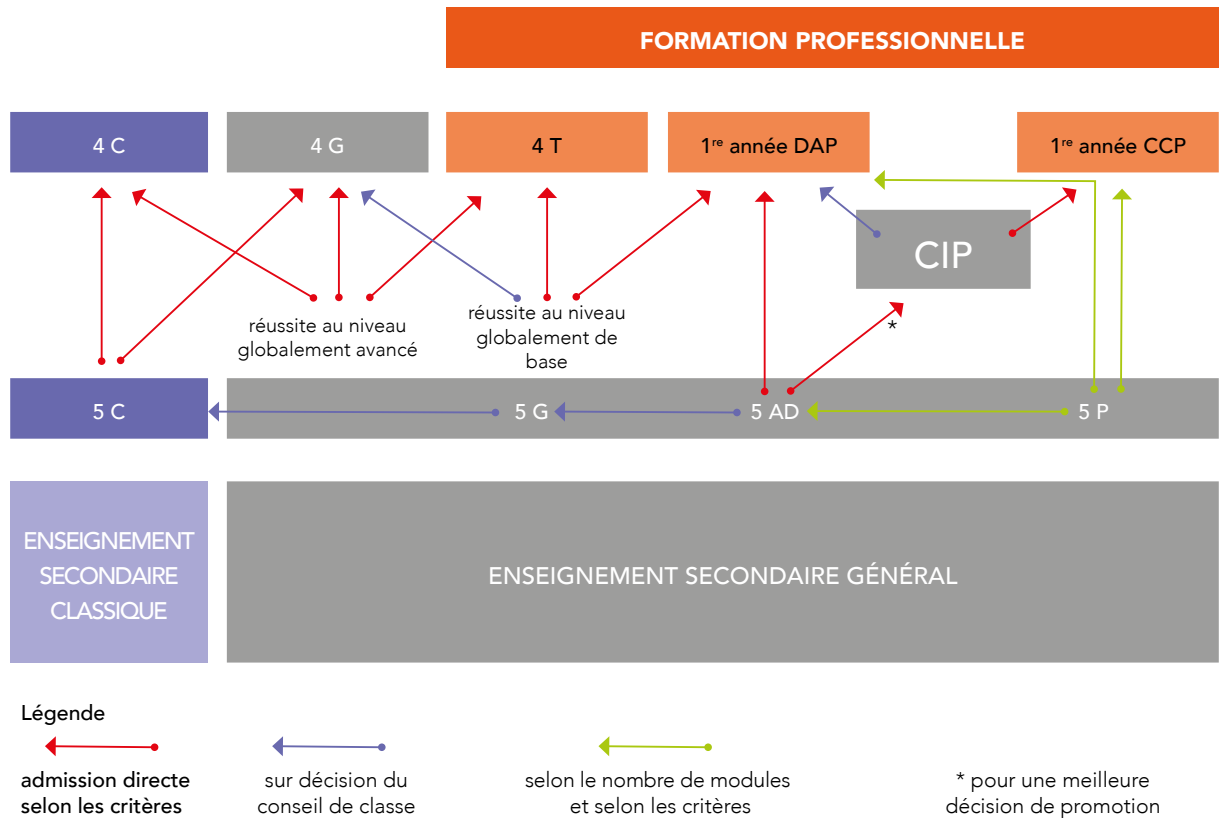 FORMATION PROFESSIONNELLE
4 C
4 G
4 T
1re année DAP
1re année CCP
CIP
réussite au niveau
globalement avancé
réussite au niveau
globalement de
base
*
5 C
5 G
5 AD
5 P
ENSEIGNEMENT
SECONDAIRE
CLASSIQUE
ENSEIGNEMENT SECONDAIRE GÉNÉRAL
Légende
admission directe
selon les critères
sur décision du
conseil de classe
selon le nombre de modules
et selon les critères
* pour une meilleure
décision de promotion